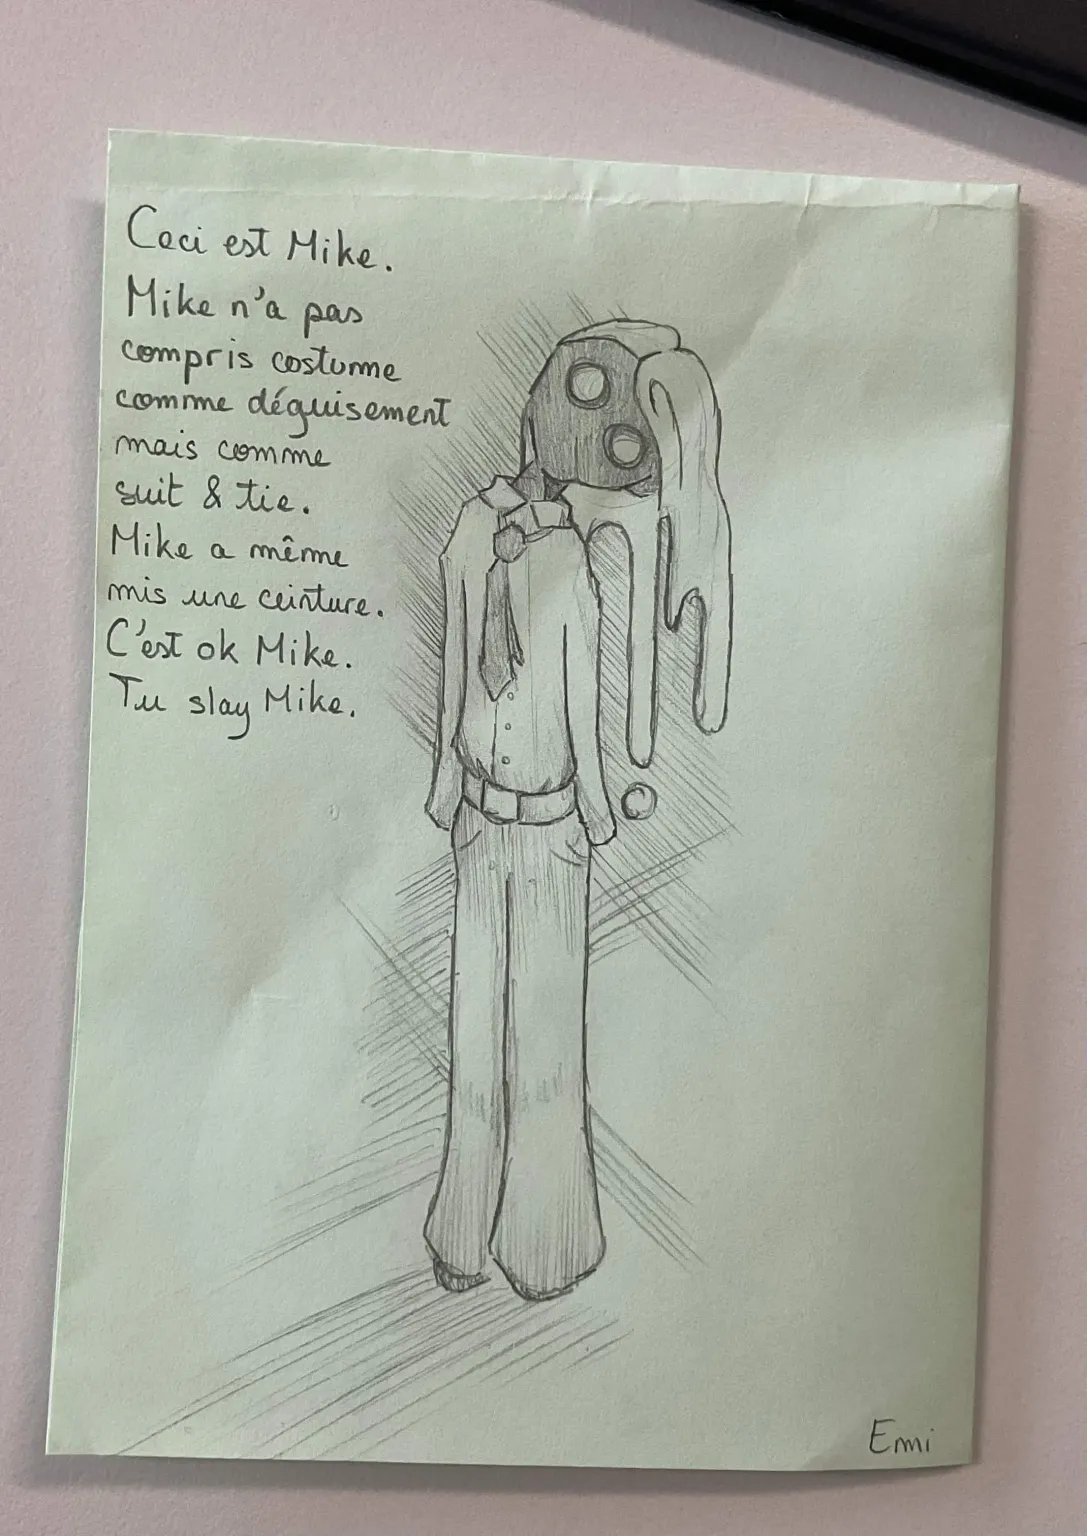 Ceci est Mike.
Mike n'a pas
compris costume
comme déguisement
mais comme
suit & tie.
Mike a même
mis une ceinture.
C'est ok Mike.
Tu slay Mike.
Emi